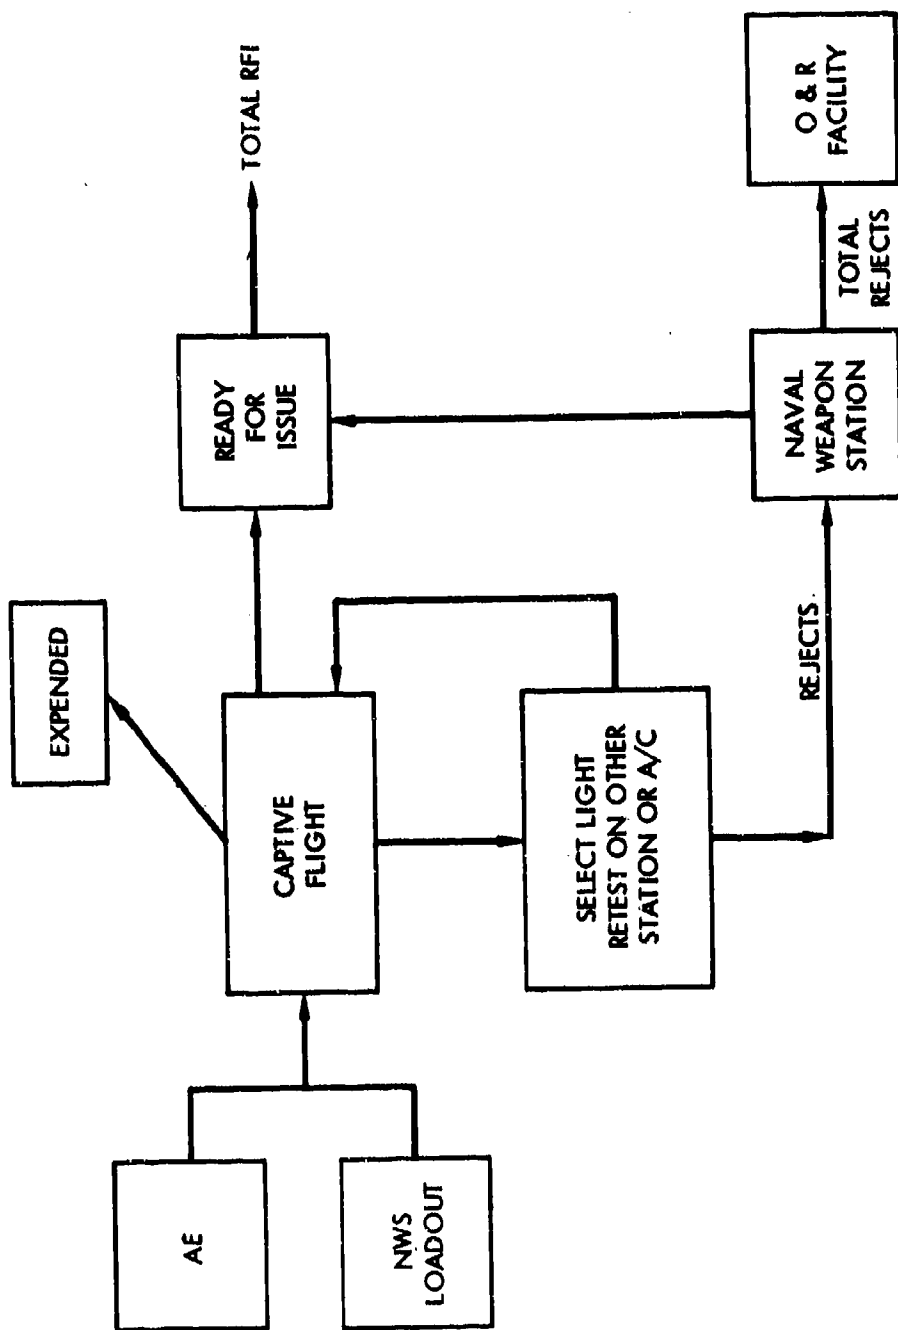 AE
NWS
LOADOUT
CAPTIVE
FLIGHT
EXPENDED
SELECT LIGHT
RETEST ON OTHER
STATION OR A/C
READY
FOR
ISSUE
TOTAL RFI
REJECTS
NAVAL
WEAPON
STATION
TOTAL
REJECTS
O & R
FACILITY